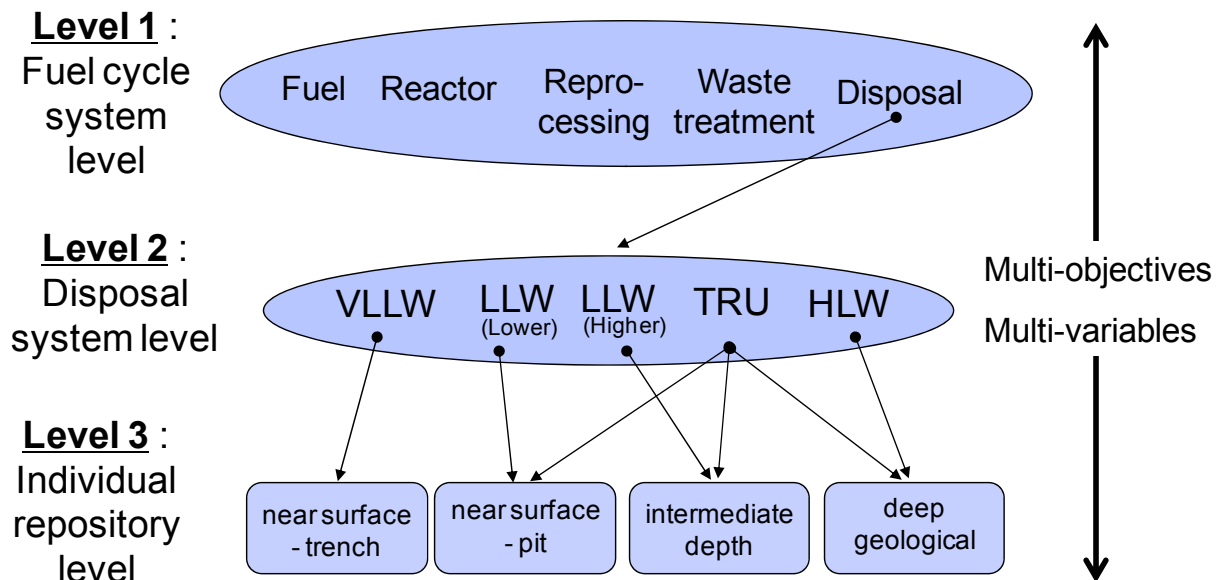 Level 1 :
Fuel cycle
system
level
Fuel
Reactor
Repro-
cessing
Waste
treatment
Disposal
Level 2 :
Disposal
system level
VLLW
LLW
(Lower)
LLW
(Higher)
TRU
HLW
Multi-objectives
Multi-variables
Level 3 :
Individual
repository
level
near surface
- trench
near surface
- pit
intermediate
depth
deep
geological